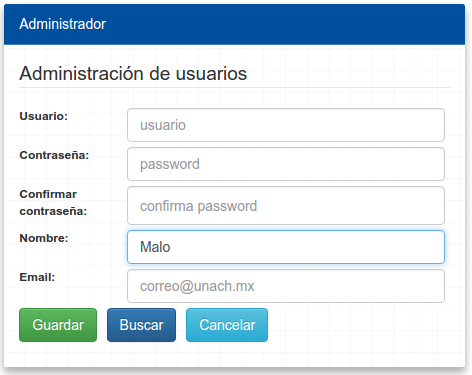 Administrador
Administración de usuarios
Usuario:
usuario
Contraseña:
password
Confirmar
contraseña:
confirma password
Nombre:
Malo
Email:
correo@unach.mx
Guardar Buscar Cancelar